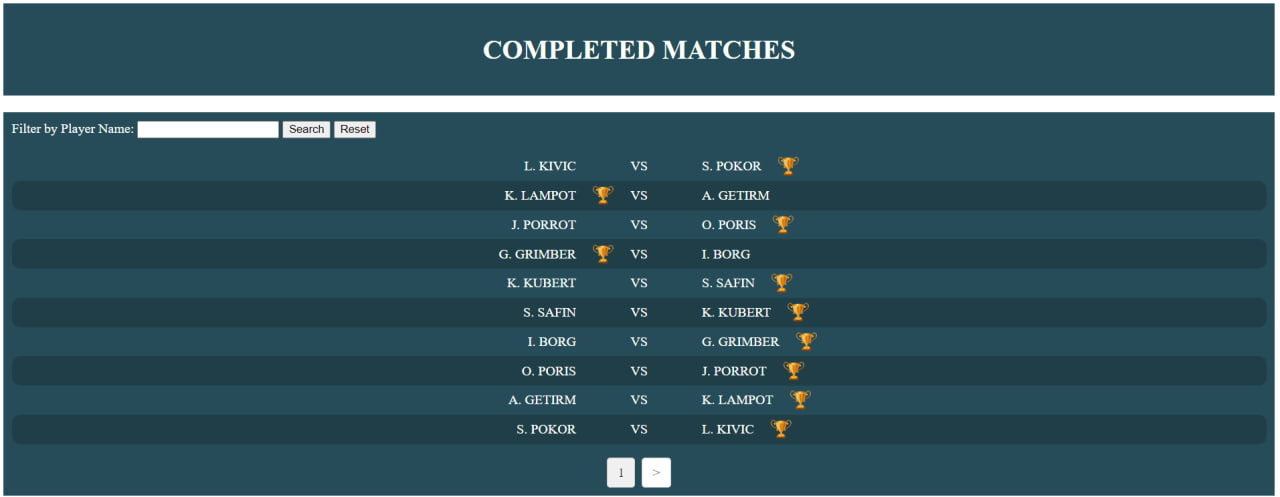 COMPLETED MATCHES
Filter by Player Name: Search Reset
L. KIVIC VS S. POKOR
K. LAMPOT VS A. GETIRM
J. PORROT VS O. PORIS
G. GRIMBER VS I. BORG
K. KUBERT VS S. SAFIN
S. SAFIN VS K. KUBERT
I. BORG VS G. GRIMBER
O. PORIS VS J. PORROT
A. GETIRM VS K. LAMPOT
S. POKOR VS L. KIVIC
1 >